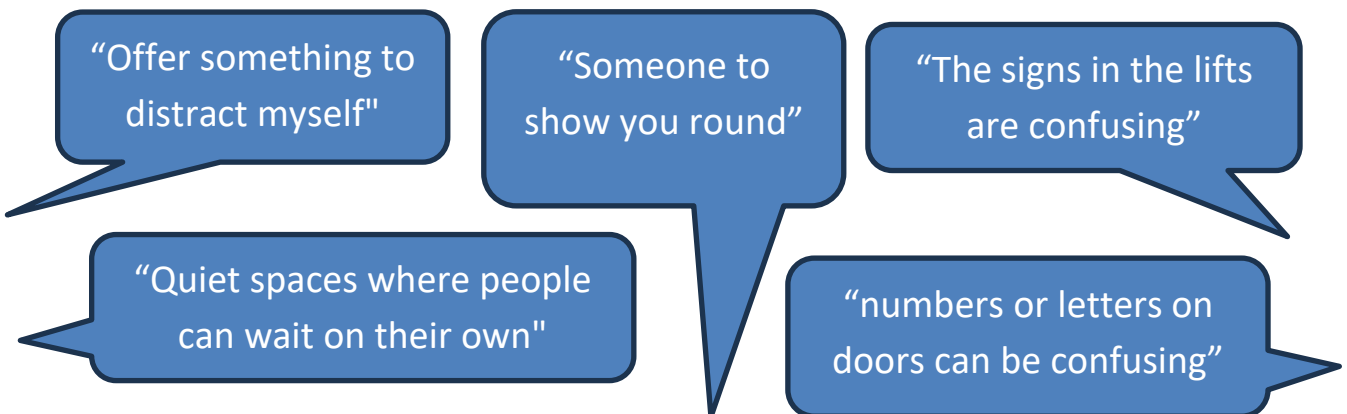 “Offer something to
distract myself"
“Someone to
show you round”
“The signs in the lifts
are confusing”
“Quiet spaces where people
can wait on their own"
“numbers or letters on
doors can be confusing”